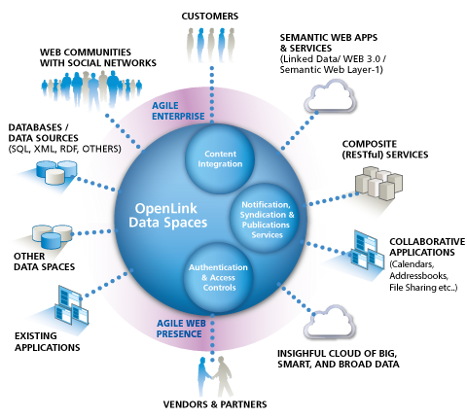 CUSTOMERS
WEB COMMUNITIES
WITH SOCIAL NETWORKS
SEMANTIC WEB APPS
& SERVICES
(Linked Data/ WEB 3.0 /
Semantic Web Layer-1)
AGILE
ENTERPRISE
DATABASES /
DATA SOURCES
(SQL, XML, RDF, OTHERS)
Content
Integration
COMPOSITE
(RESTful) SERVICES
OpenLink
Data Spaces
Notification,
Syndication &
Publications
Services
OTHER
DATA SPACES
COLLABORATIVE
APPLICATIONS
(Calendars,
Addressbooks,
File Sharing etc..)
Authentication
& Access
Controls
EXISTING
APPLICATIONS
AGILE WEB
PRESENCE
INSIGHFUL CLOUD OF BIG,
SMART, AND BROAD DATA
VENDORS & PARTNERS